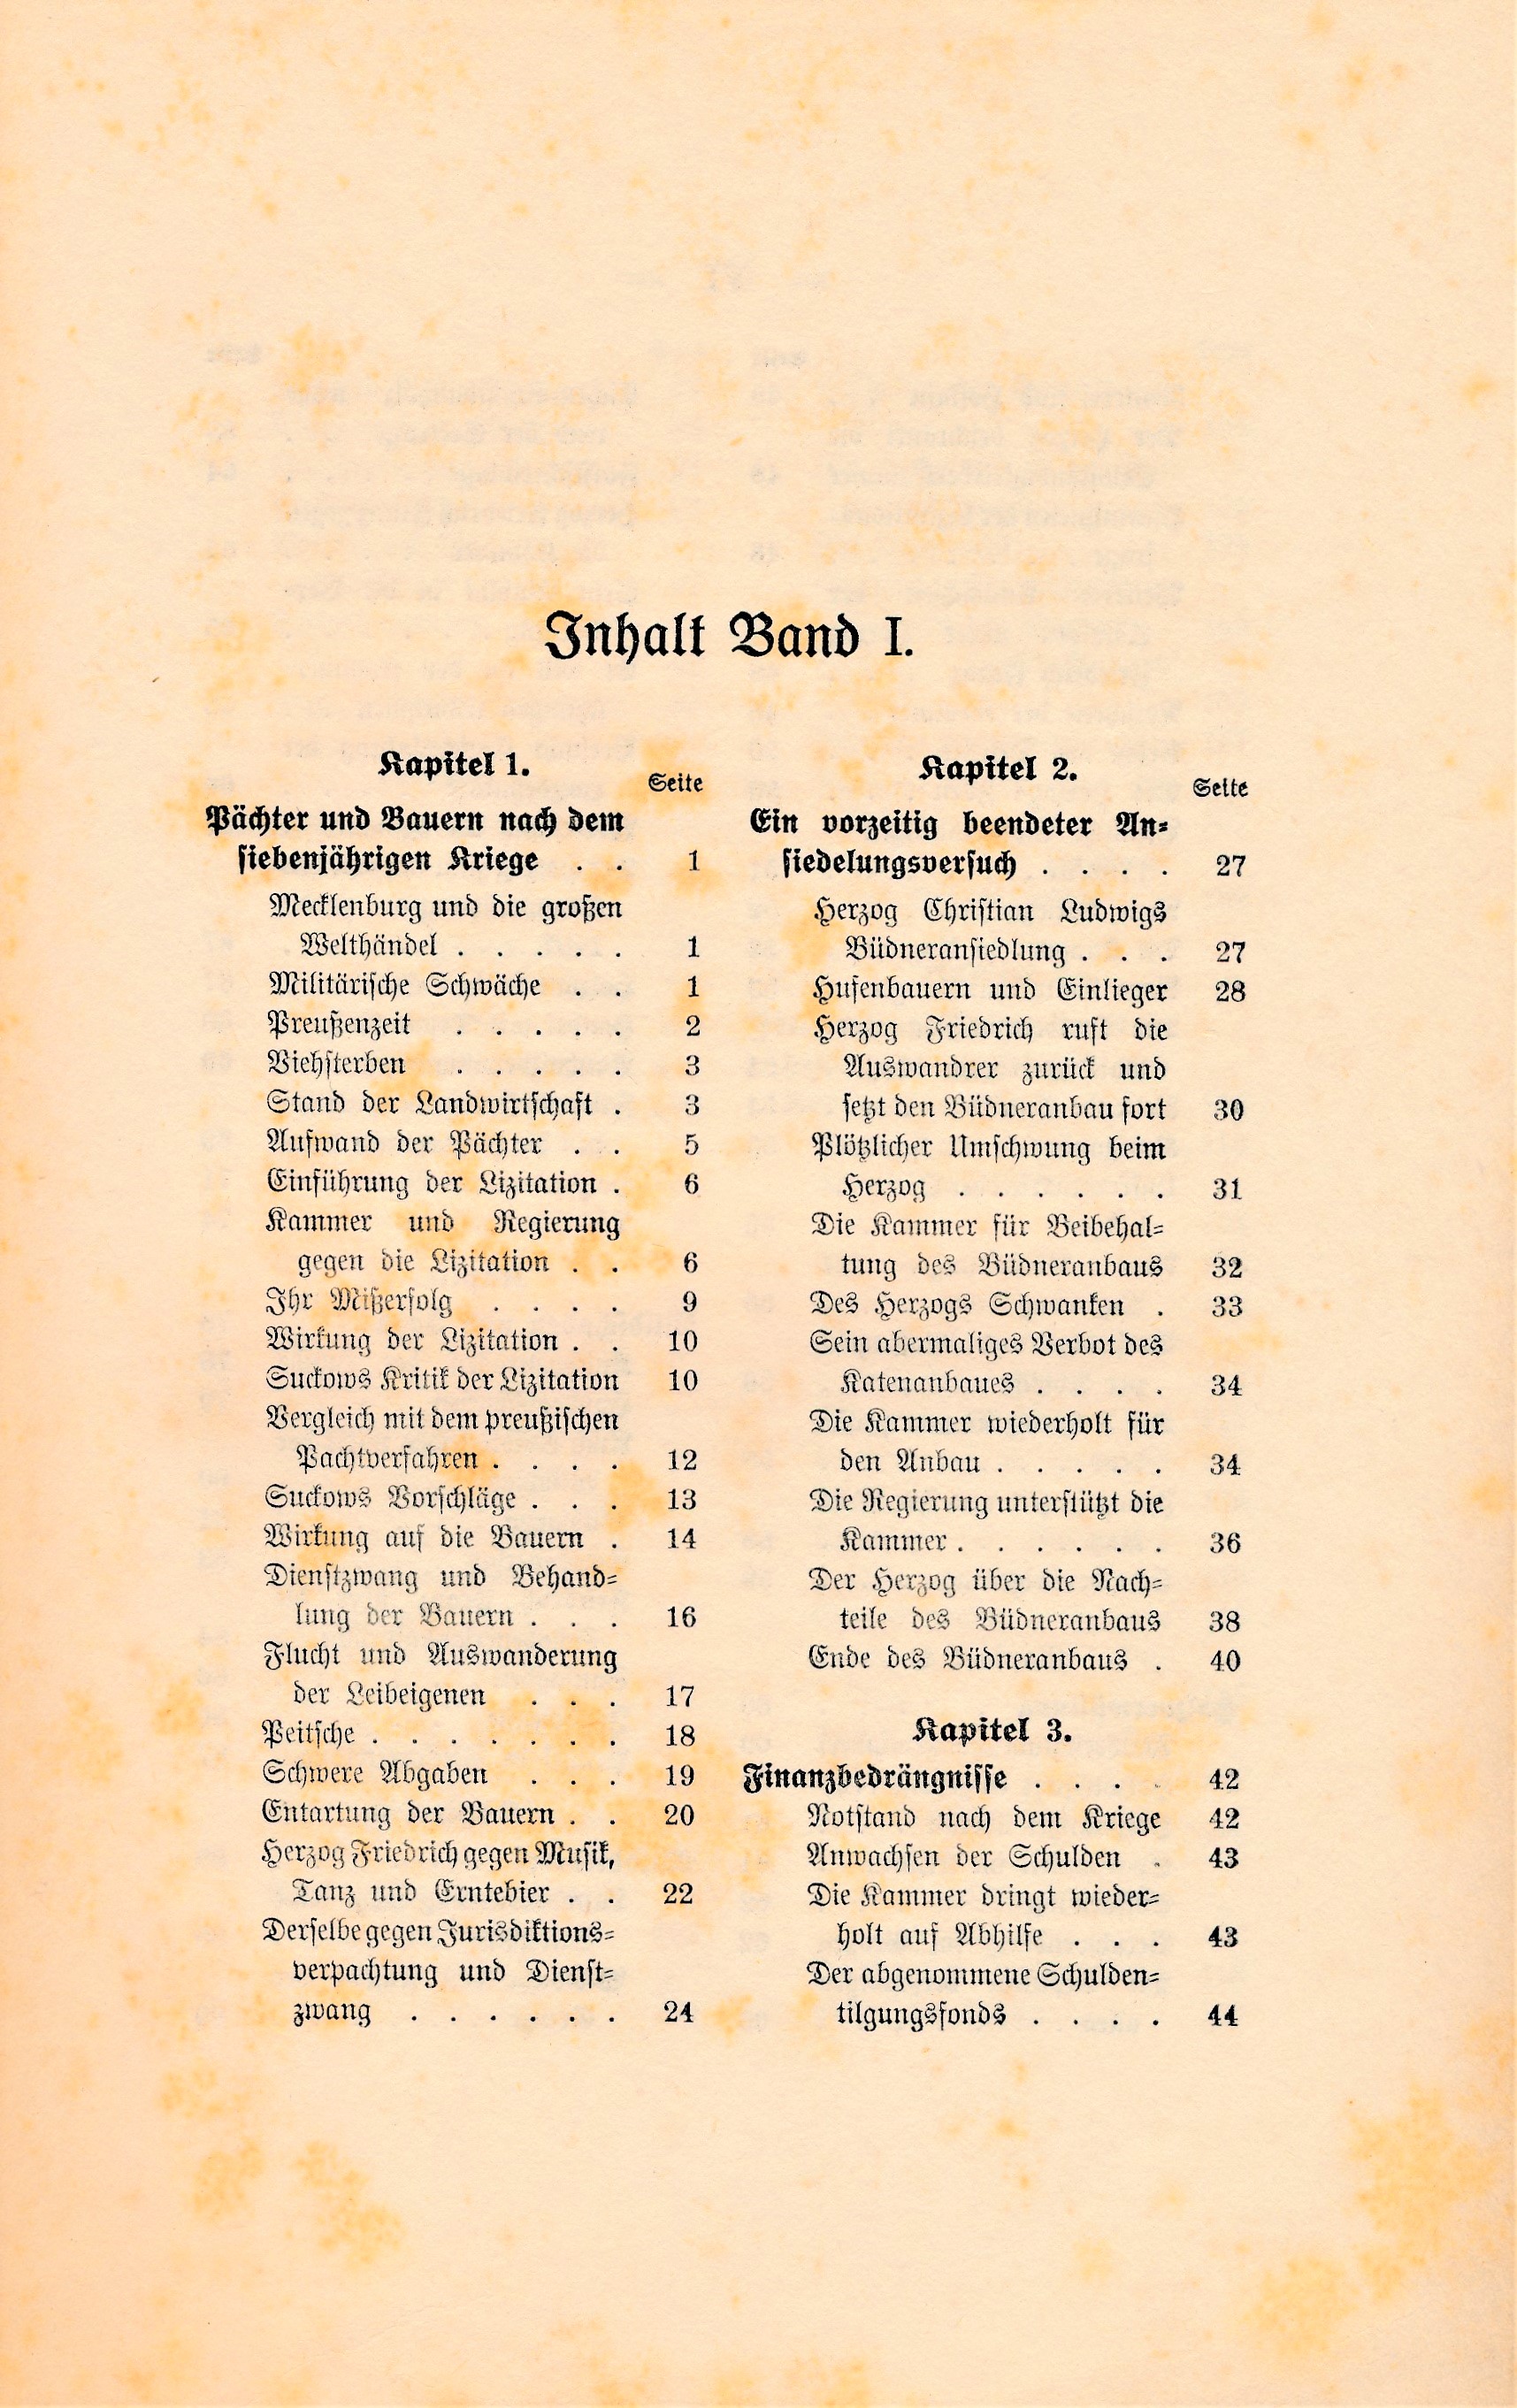 Inhalt Band I.
Kapitel 1.
Seite
Pächter und Bauern nach dem
siebenjährigen Kriege . . 1
Mecklenburg und die großen
Welthändel . . . . . 1
Militärische Schwäche . . 1
Preußenzeit . . . . . 2
Viehsterben . . . . . 3
Stand der Landwirtschaft . 3
Aufwand der Pächter . . 5
Einführung der Lizitation . 6
Kammer und Regierung
gegen die Lizitation . . 6
Ihr Mißerfolg . . . . 9
Wirkung der Lizitation . . 10
Suckows Kritik der Lizitation 10
Vergleich mit dem preußischen
Pachtverfahren . . . . 12
Suckows Vorschläge . . . 13
Wirkung auf die Bauern . 14
Dienstzwang und Behand-
lung der Bauern . . . 16
Flucht und Auswanderung
der Leibeigenen . . . 17
Peitsche . . . . . . . 18
Schwere Abgaben . . . 19
Entartung der Bauern . . 20
Herzog Friedrich gegen Musik,
Tanz und Erntebier . . 22
Derselbe gegen Jurisdiktions-
verpachtung und Dienst-
zwang . . . . . . 24
Kapitel 2.
Seite
Ein vorzeitig beendeter An-
siedelungsversuch . . . . 27
Herzog Christian Ludwigs
Büdneransiedlung . . . 27
Hufenbauern und Einlieger 28
Herzog Friedrich ruft die
Auswandrer zurück und
setzt den Büdneranbau fort 30
Plötzlicher Umschwung beim
Herzog . . . . . . 31
Die Kammer für Beibehal-
tung des Büdneranbaus 32
Des Herzogs Schwanken . 33
Sein abermaliges Verbot des
Katenanbaues . . . . 34
Die Kammer wiederholt für
den Anbau . . . . . 34
Die Regierung unterstützt die
Kammer . . . . . . 36
Der Herzog über die Nach-
teile des Büdneranbaus 38
Ende des Büdneranbaus . 40
Kapitel 3.
Finanzbedrängnisse . . . . 42
Notstand nach dem Kriege 42
Anwachsen der Schulden . 43
Die Kammer dringt wieder-
holt auf Abhilfe . . . 43
Der abgenommene Schulden-
tilgungsfonds . . . . 44